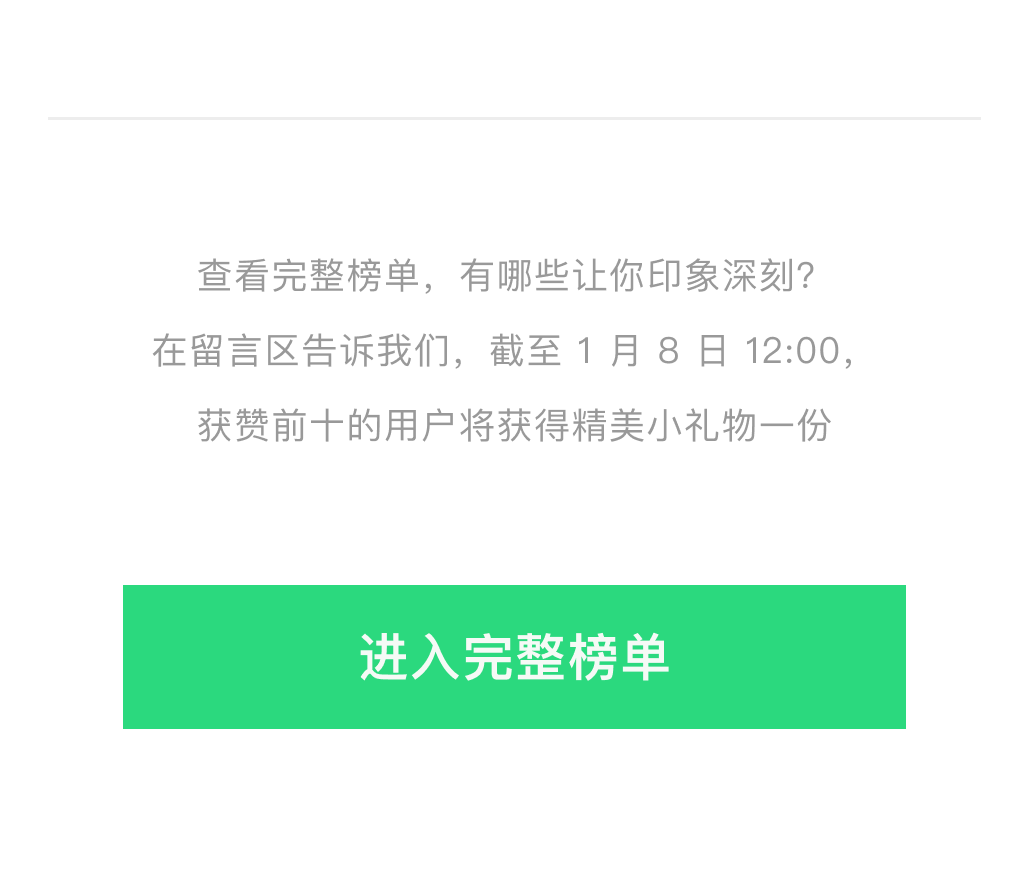 查看完整榜单，有哪些让你印象深刻？
在留言区告诉我们，截至 1 月 8 日 12:00，
获赞前十的用户将获得精美小礼物一份
进入完整榜单